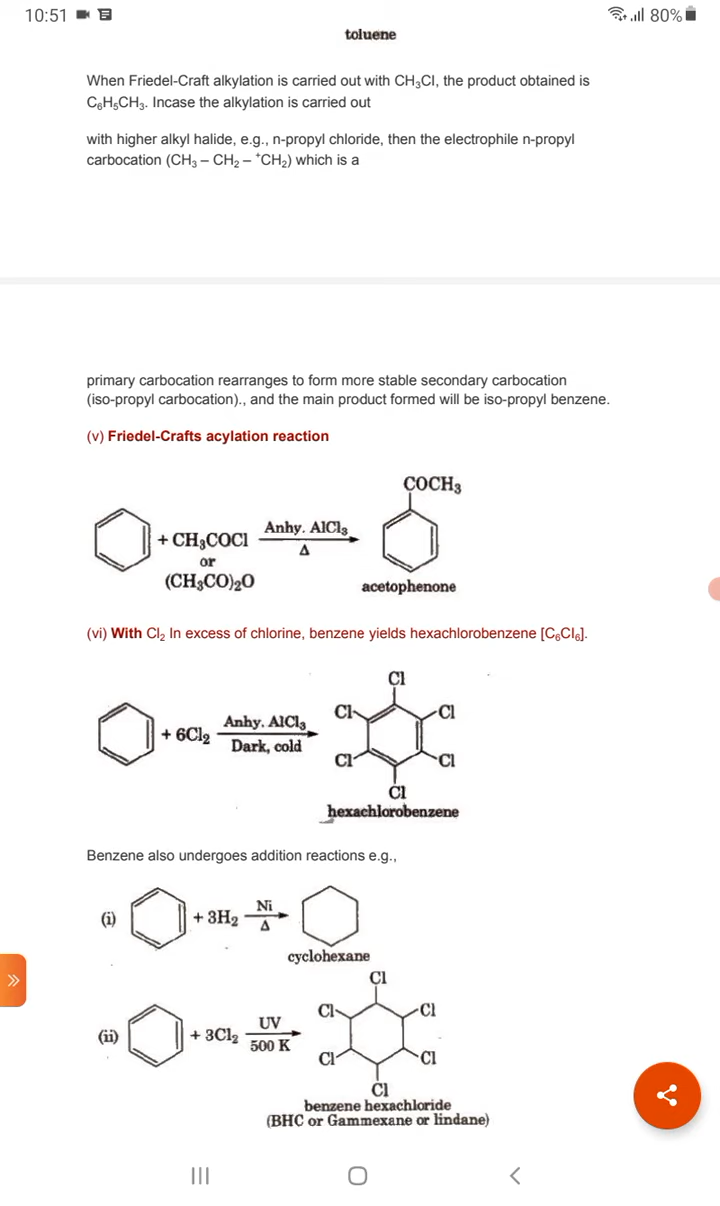 10:51
80%
toluene
When Friedel-Craft alkylation is carried out with CH₃Cl, the product obtained is
C₆H₅CH₃. Incase the alkylation is carried out
with higher alkyl halide, e.g., n-propyl chloride, then the electrophile n-propyl
carbocation (CH₃ – CH₂ – ⁺CH₂) which is a
primary carbocation rearranges to form more stable secondary carbocation
(iso-propyl carbocation)., and the main product formed will be iso-propyl benzene.
(v) Friedel-Crafts acylation reaction
COCH₃
+ CH₃COCl
Anhy. AlCl₃
Δ
or
(CH₃CO)₂O
acetophenone
(vi) With Cl₂ In excess of chlorine, benzene yields hexachlorobenzene [C₆Cl₆].
Cl
Cl
Cl
+ 6Cl₂
Anhy. AlCl₃
Dark, cold
Cl
Cl
Cl
hexachlorobenzene
Benzene also undergoes addition reactions e.g.,
(i)
+ 3H₂
Ni
Δ
cyclohexane
Cl
Cl
Cl
(ii)
+ 3Cl₂
UV
500 K
Cl
Cl
Cl
benzene hexachloride
(BHC or Gammexane or lindane)